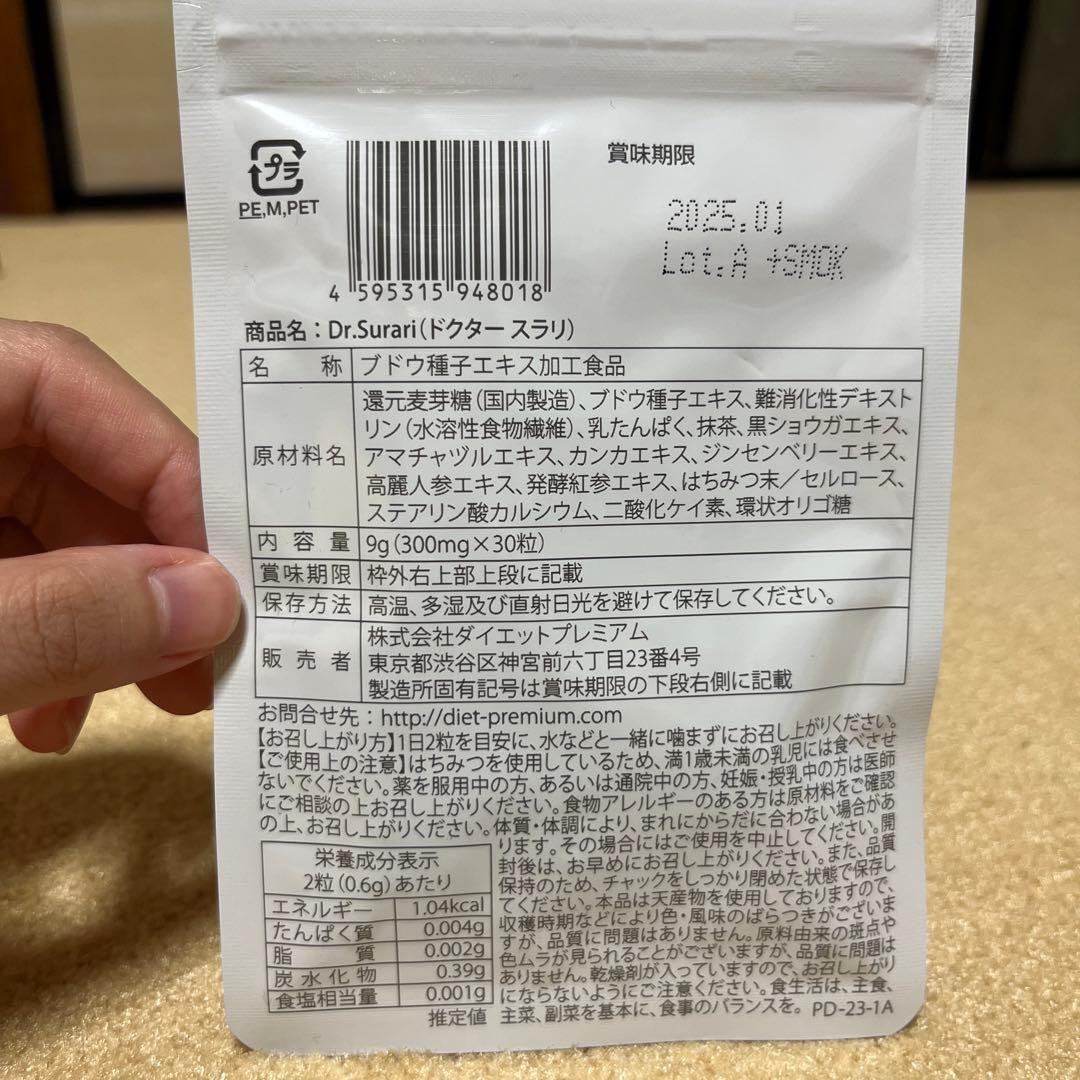 プラ
PE,M,PET
4 595315 948018
賞味期限
2025.01
Lot.A +SMOK
商品名：Dr.Surari（ドクター スラリ）
名称 ブドウ種子エキス加工食品
原材料名 還元麦芽糖（国内製造）、ブドウ種子エキス、難消化性デキスト
リン（水溶性食物繊維）、乳たんぱく、抹茶、黒ショウガエキス、
アマチャヅルエキス、カンカエキス、ジンセンベリーエキス、
高麗人参エキス、発酵紅参エキス、はちみつ末／セルロース、
ステアリン酸カルシウム、二酸化ケイ素、環状オリゴ糖
内容量 9g（300mg×30粒）
賞味期限 枠外右上部上段に記載
保存方法 高温、多湿及び直射日光を避けて保存してください。
販売者 株式会社ダイエットプレミアム
東京都渋谷区神宮前六丁目23番4号
製造所固有記号は賞味期限の下段右側に記載
お問合せ先：http://diet-premium.com
【お召し上がり方】1日2粒を目安に、水などと一緒に噛まずにお召し上がりください。
【ご使用上の注意】はちみつを使用しているため、満1歳未満の乳児には食べさせ
ないでください。薬を服用中の方、あるいは通院中の方、妊娠・授乳中の方は医師
にご相談の上お召し上がりください。食物アレルギーのある方は原材料をご確認
の上、お召し上がりください。体質・体調により、まれにからだに合わない場合があ
ります。その場合にはご使用を中止してください。開
封後は、お早めにお召し上がりください。また、品質
保持のため、チャックをしっかり閉めた状態で保存し
てください。本品は天産物を使用しておりますので、
収穫時期などにより色・風味のばらつきがございま
すが、品質に問題はありません。原料由来の斑点や
色ムラが見られることがございますが、品質に問題は
ありません。乾燥剤が入っていますので、お召し上がり
にならないようにご注意ください。食生活は、主食、
主菜、副菜を基本に、食事のバランスを。 PD-23-1A
栄養成分表示
2粒（0.6g）あたり
エネルギー 1.04kcal
たんぱく質 0.004g
脂質 0.002g
炭水化物 0.39g
食塩相当量 0.001g
推定値